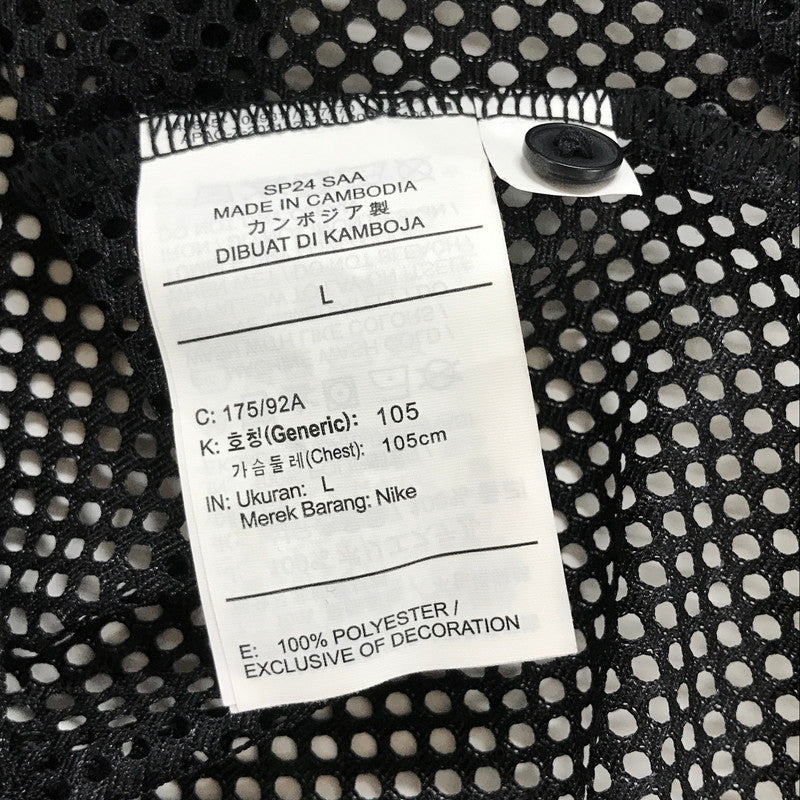 SP24 SAA
MADE IN CAMBODIA
カンボジア製
DIBUAT DI KAMBOJA
L
C: 175/92A
K: 호칭(Generic): 105
가슴둘레(Chest): 105cm
IN: Ukuran: L
Merek Barang: Nike
E: 100% POLYESTER /
EXCLUSIVE OF DECORATION